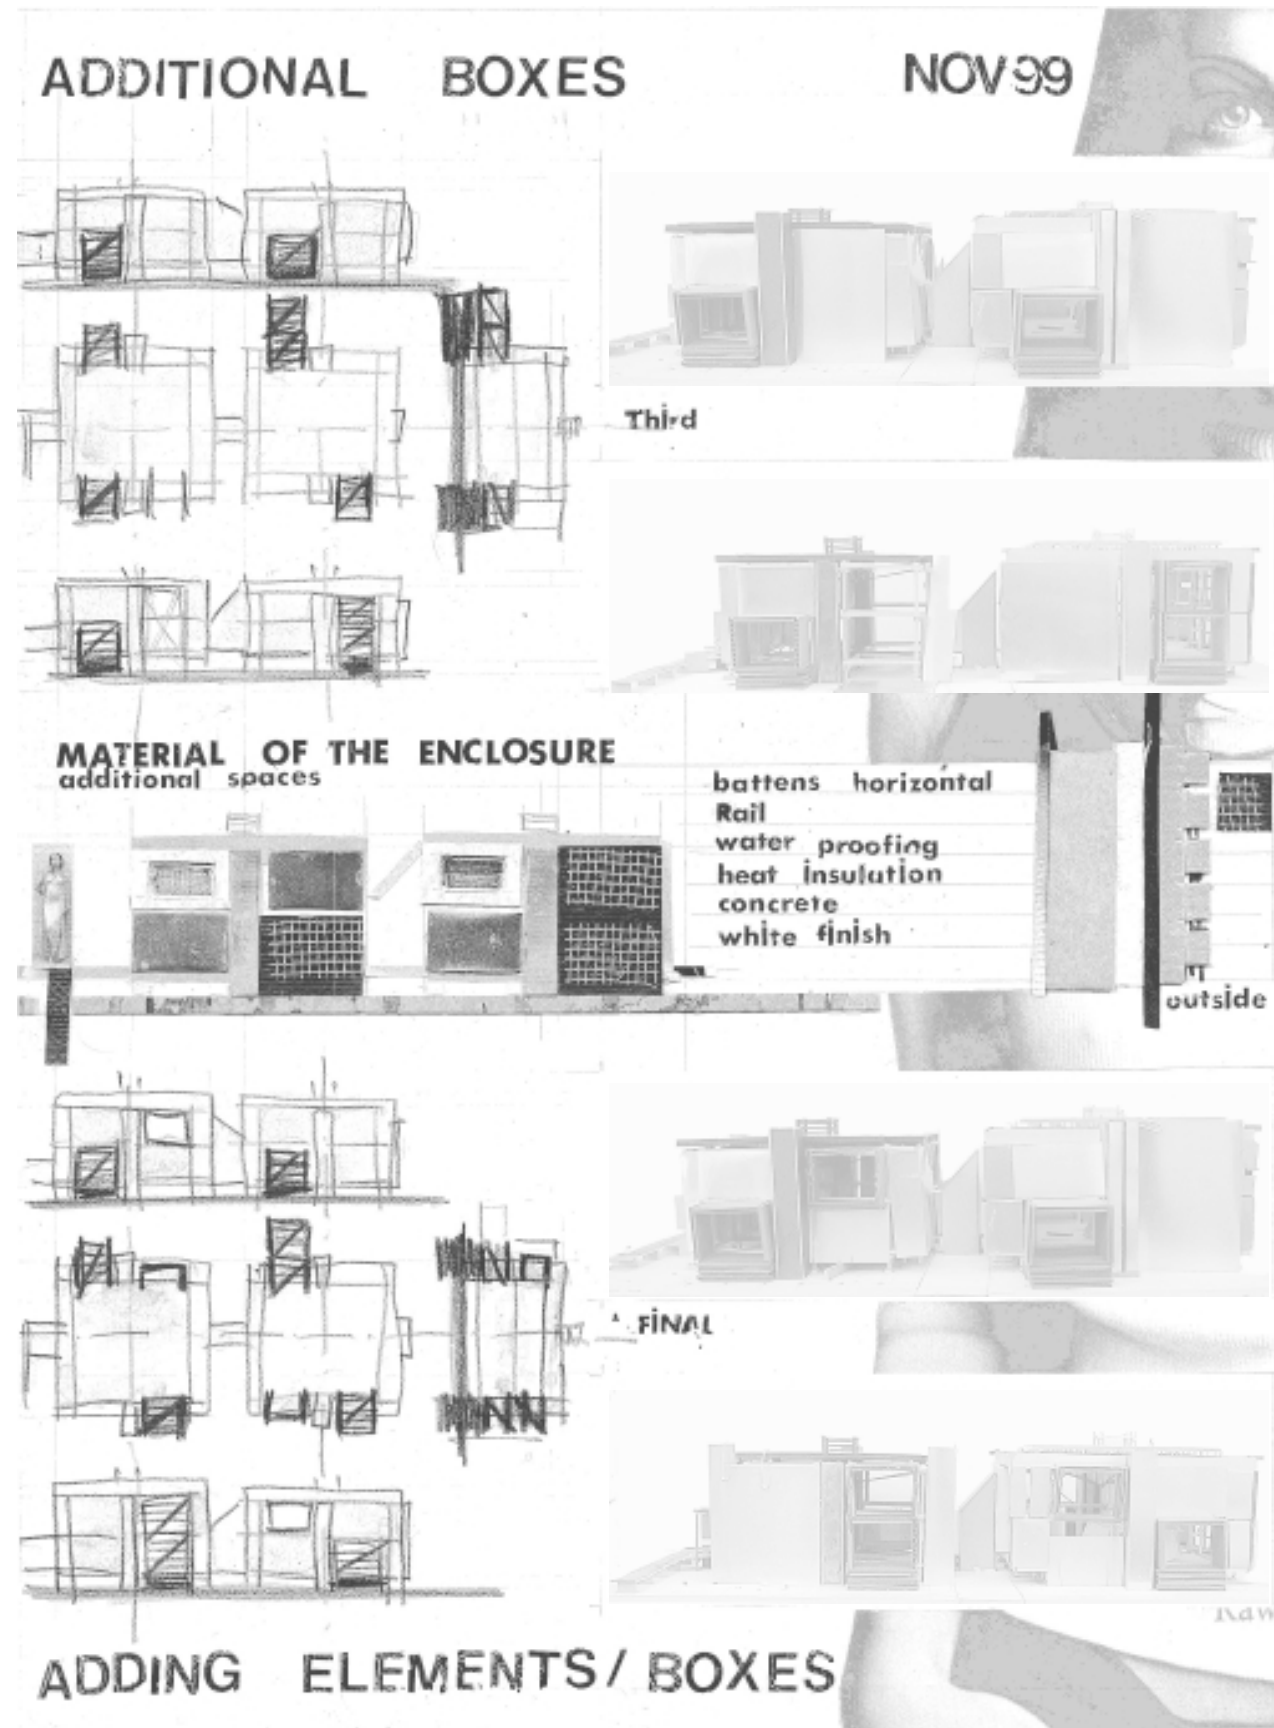 ADDITIONAL BOXES
NOV 99
Third
MATERIAL OF THE ENCLOSURE
additional spaces
battens horizontal
Rail
water proofing
heat insulation
concrete
white finish
outside
FINAL
Kaw
ADDING ELEMENTS/ BOXES